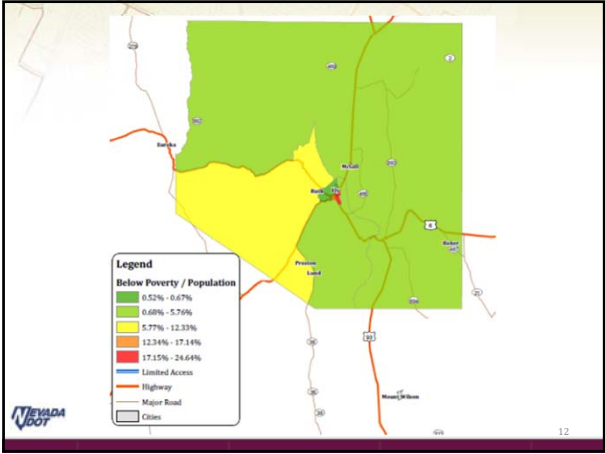 Eureka
McGill
Ruth
Ely
Baker
Preston
Lund
6
93
Mount Wilson
Legend
Below Poverty / Population
0.52% - 0.67%
0.68% - 5.76%
5.77% - 12.33%
12.34% - 17.14%
17.15% - 24.64%
Limited Access
Highway
Major Road
Cities
NEVADA
DOT
12